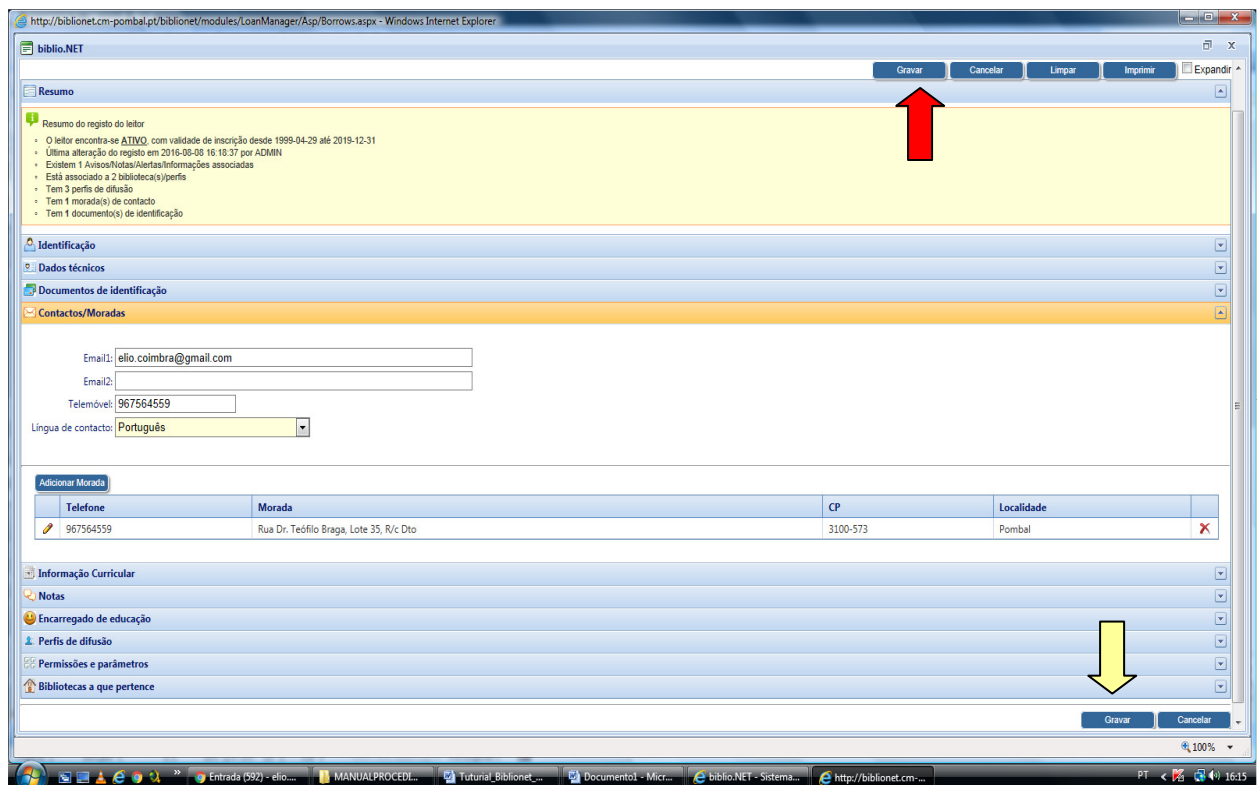 http://biblionet.cm-pombal.pt/biblionet/modules/LoanManager/Asp/Borrows.aspx - Windows Internet Explorer
biblio.NET
Gravar Cancelar Limpar Imprimir Expandir
Resumo
Resumo do registo do leitor
O leitor encontra-se ATIVO, com validade de inscrição desde 1999-04-29 até 2019-12-31
Última alteração do registo em 2016-08-08 16:18:37 por ADMIN
Existem 1 Avisos/Notas/Alertas/Informações associadas
Está associado a 2 biblioteca(s)/perfis
Tem 3 perfis de difusão
Tem 1 morada(s) de contacto
Tem 1 documento(s) de identificação
Identificação
Dados técnicos
Documentos de identificação
Contactos/Moradas
Email1: elio.coimbra@gmail.com
Email2:
Telemóvel: 967564559
Língua de contacto: Português
Adicionar Morada
Telefone Morada CP Localidade
967564559 Rua Dr. Teófilo Braga, Lote 35, R/c Dto 3100-573 Pombal
Informação Curricular
Notas
Encarregado de educação
Perfis de difusão
Permissões e parâmetros
Bibliotecas a que pertence
Gravar Cancelar
100%
Entrada (592) - elio.... MANUALPROCEDI... Tuturial_Biblionet_... Documento1 - Micr... biblio.NET - Sistema... http://biblionet.cm-... PT 16:15